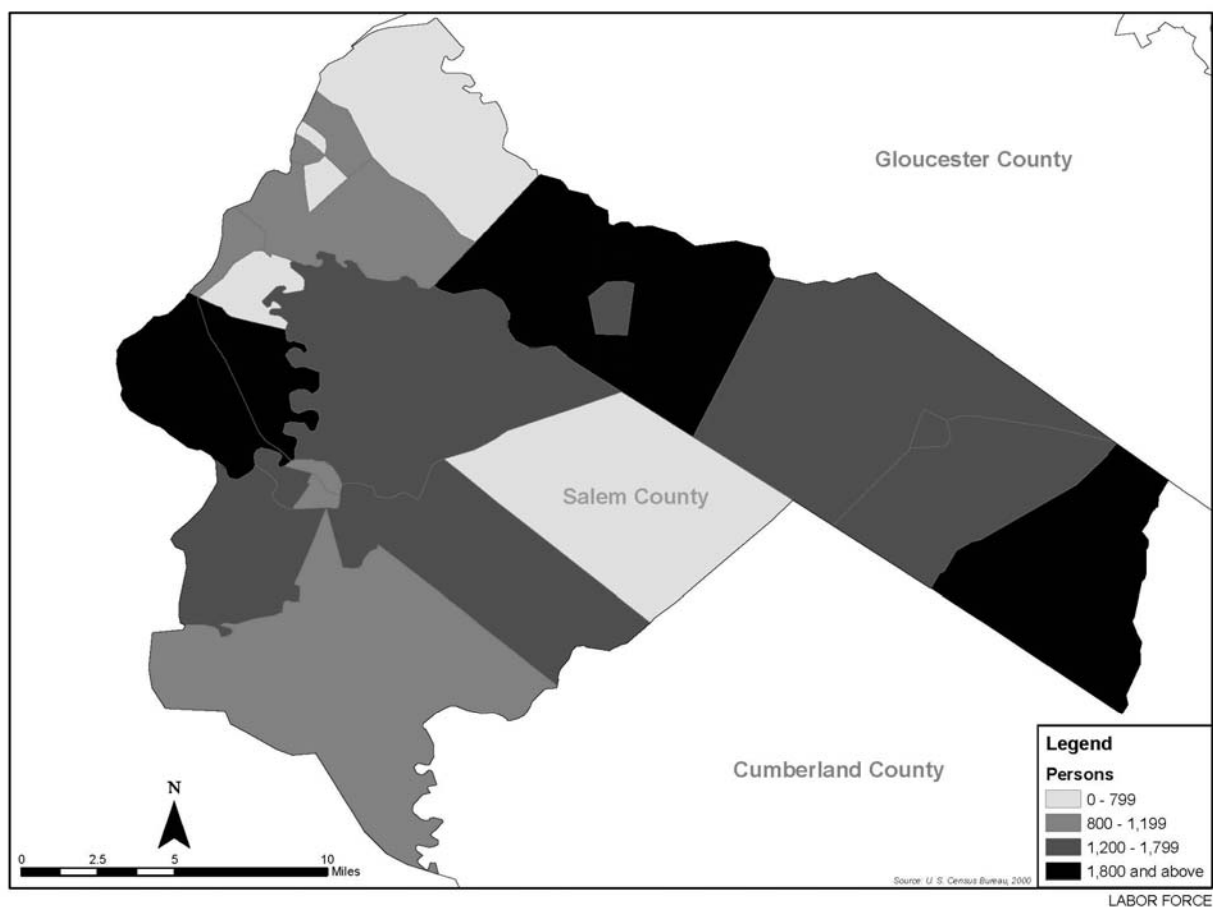 Gloucester County
Salem County
Cumberland County
N
0 2.5 5 10
Miles
Legend
Persons
0 - 799
800 - 1,199
1,200 - 1,799
1,800 and above
Source: U. S. Census Bureau, 2000
LABOR FORCE